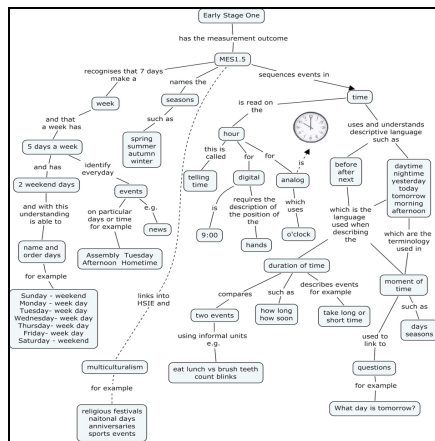 Early Stage One
has the measurement outcome
MES1.5
recognises that 7 days
make a
names the
sequences events in
week
seasons
time
and that
a week has
such as
is read on
the
uses and understands
descriptive language
such as
spring
summer
autumn
winter
hour
5 days a week
and has
identify
everyday
this is
called
for
for
is
before
after
next
daytime
nightime
yesterday
today
tomorrow
morning
afternoon
2 weekend days
events
telling
time
digital
analog
and with this
understanding
is able to
on particular
days or time
for example
e.g.
news
is
requires the
description
of the
position of
the
which
uses
which is the
language
used when
describing
the
which are the
terminology
used in
9:00
hands
o'clock
name and
order days
Assembly Tuesday
Afternoon Hometime
duration of time
moment of
time
for example
links into
HSIE and
compares
such as
describes events
for example
such as
Sunday - weekend
Monday - week day
Tuesday- week day
Wednesday- week day
Thursday- week day
Friday- week day
Saturday - weekend
two events
how long
how soon
take long or
short time
used to
link to
days
seasons
using informal units
e.g.
multiculturalism
eat lunch vs brush teeth
count blinks
questions
for example
for example
religious festivals
naitonal days
anniversaries
sports events
What day is tomorrow?